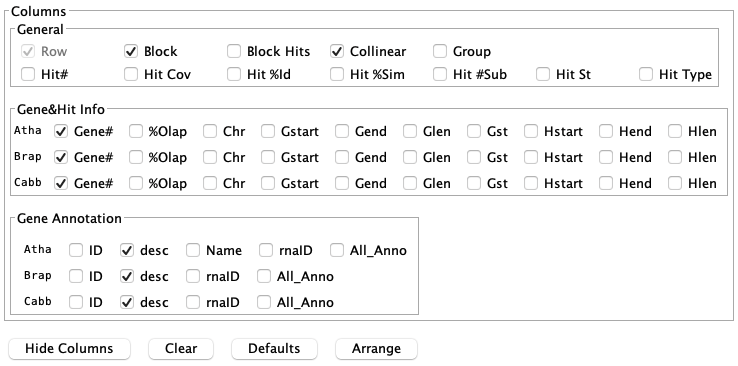 Columns
General
Row Block Block Hits Collinear Group
Hit# Hit Cov Hit %Id Hit %Sim Hit #Sub Hit St Hit Type
Gene&Hit Info
Atha Gene# %Olap Chr Gstart Gend Glen Gst Hstart Hend Hlen
Brap Gene# %Olap Chr Gstart Gend Glen Gst Hstart Hend Hlen
Cabb Gene# %Olap Chr Gstart Gend Glen Gst Hstart Hend Hlen
Gene Annotation
Atha ID desc Name rnaID All_Anno
Brap ID desc rnaID All_Anno
Cabb ID desc rnaID All_Anno
Hide Columns Clear Defaults Arrange